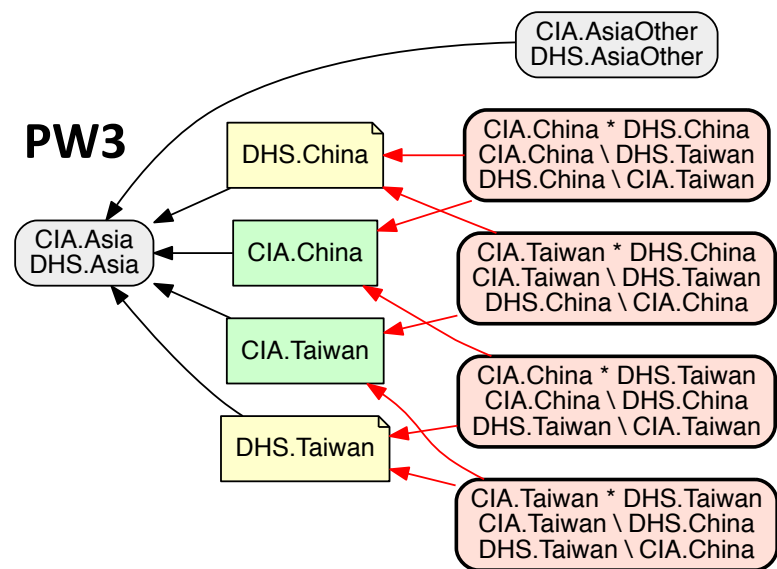 CIA.AsiaOther
DHS.AsiaOther
PW3
DHS.China
CIA.China * DHS.China
CIA.China \ DHS.Taiwan
DHS.China \ CIA.Taiwan
CIA.Asia
DHS.Asia
CIA.China
CIA.Taiwan * DHS.China
CIA.Taiwan \ DHS.Taiwan
DHS.China \ CIA.China
CIA.Taiwan
CIA.China * DHS.Taiwan
CIA.China \ DHS.China
DHS.Taiwan \ CIA.Taiwan
DHS.Taiwan
CIA.Taiwan * DHS.Taiwan
CIA.Taiwan \ DHS.China
DHS.Taiwan \ CIA.China